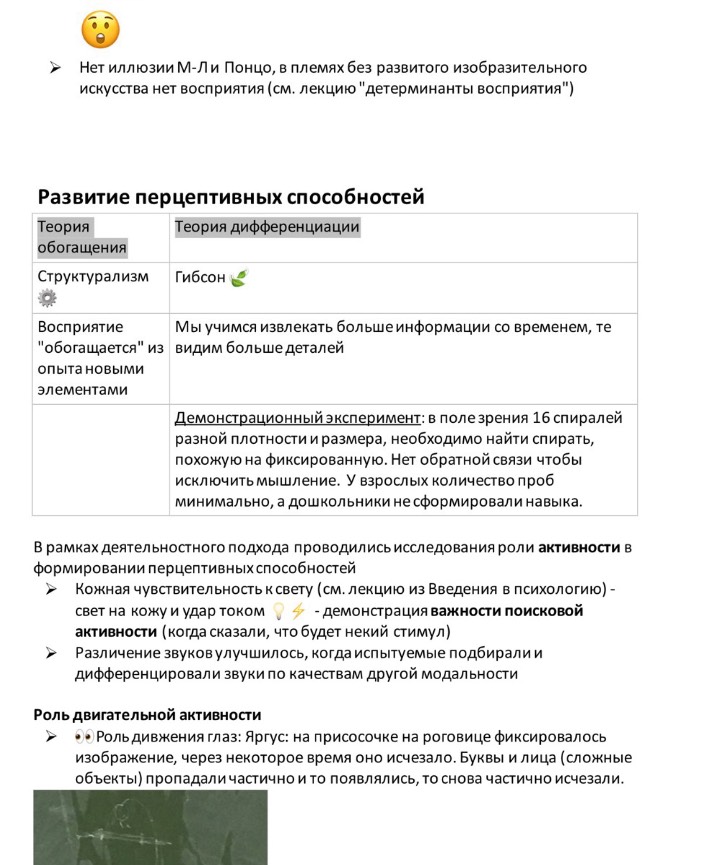 Нет иллюзии М-Л и Понцо, в племях без развитого изобразительного
искусства нет восприятия (см. лекцию "детерминанты восприятия")
Развитие перцептивных способностей
Теория
обогащения
Теория дифференциации
Структурализм
Гибсон
Восприятие
"обогащается" из
опыта новыми
элементами
Мы учимся извлекать больше информации со временем, те
видим больше деталей
Демонстрационный эксперимент: в поле зрения 16 спиралей
разной плотности и размера, необходимо найти спирать,
похожую на фиксированную. Нет обратной связи чтобы
исключить мышление. У взрослых количество проб
минимально, а дошкольники не сформировали навыка.
В рамках деятельностного подхода проводились исследования роли активности в
формировании перцептивных способностей
Кожная чувствительность к свету (см. лекцию из Введения в психологию) -
свет на кожу и удар током - демонстрация важности поисковой
активности (когда сказали, что будет некий стимул)
Различение звуков улучшилось, когда испытуемые подбирали и
дифференцировали звуки по качествам другой модальности
Роль двигательной активности
Роль дивжения глаз: Яргус: на присосочке на роговице фиксировалось
изображение, через некоторое время оно исчезало. Буквы и лица (сложные
объекты) пропадали частично и то появлялись, то снова частично исчезали.